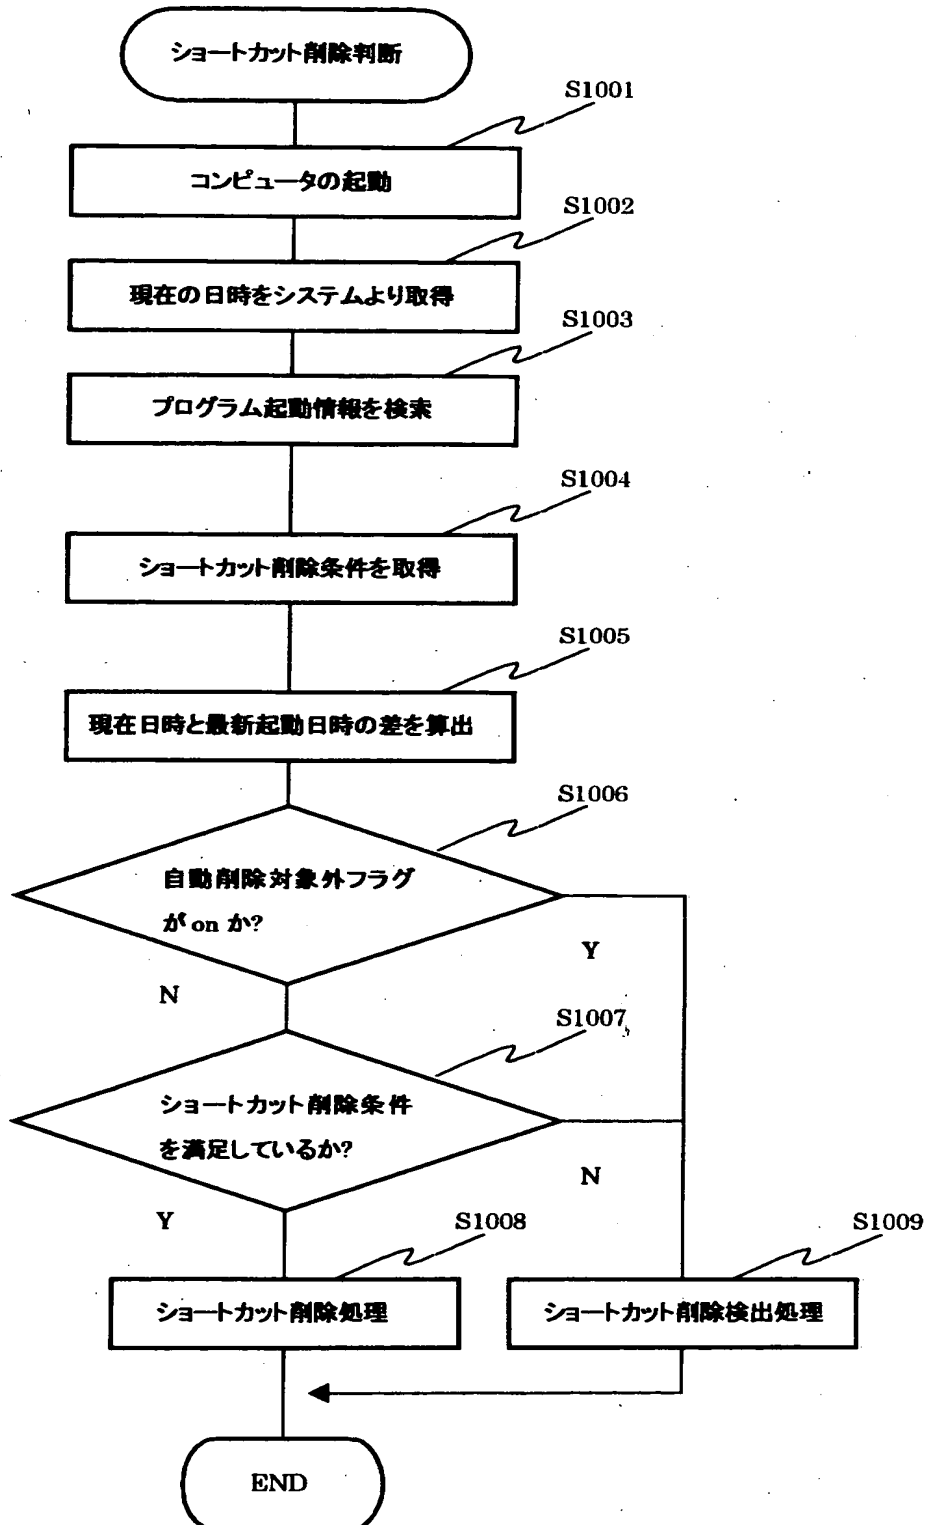 ショートカット削除判断
S1001
コンピュータの起動
S1002
現在の日時をシステムより取得
S1003
プログラム起動情報を検索
S1004
ショートカット削除条件を取得
S1005
現在日時と最新起動日時の差を算出
S1006
自動削除対象外フラグ
が on か?
Y
N
S1007
ショートカット削除条件
を満足しているか?
N
Y
S1008
S1009
ショートカット削除処理
ショートカット削除検出処理
END